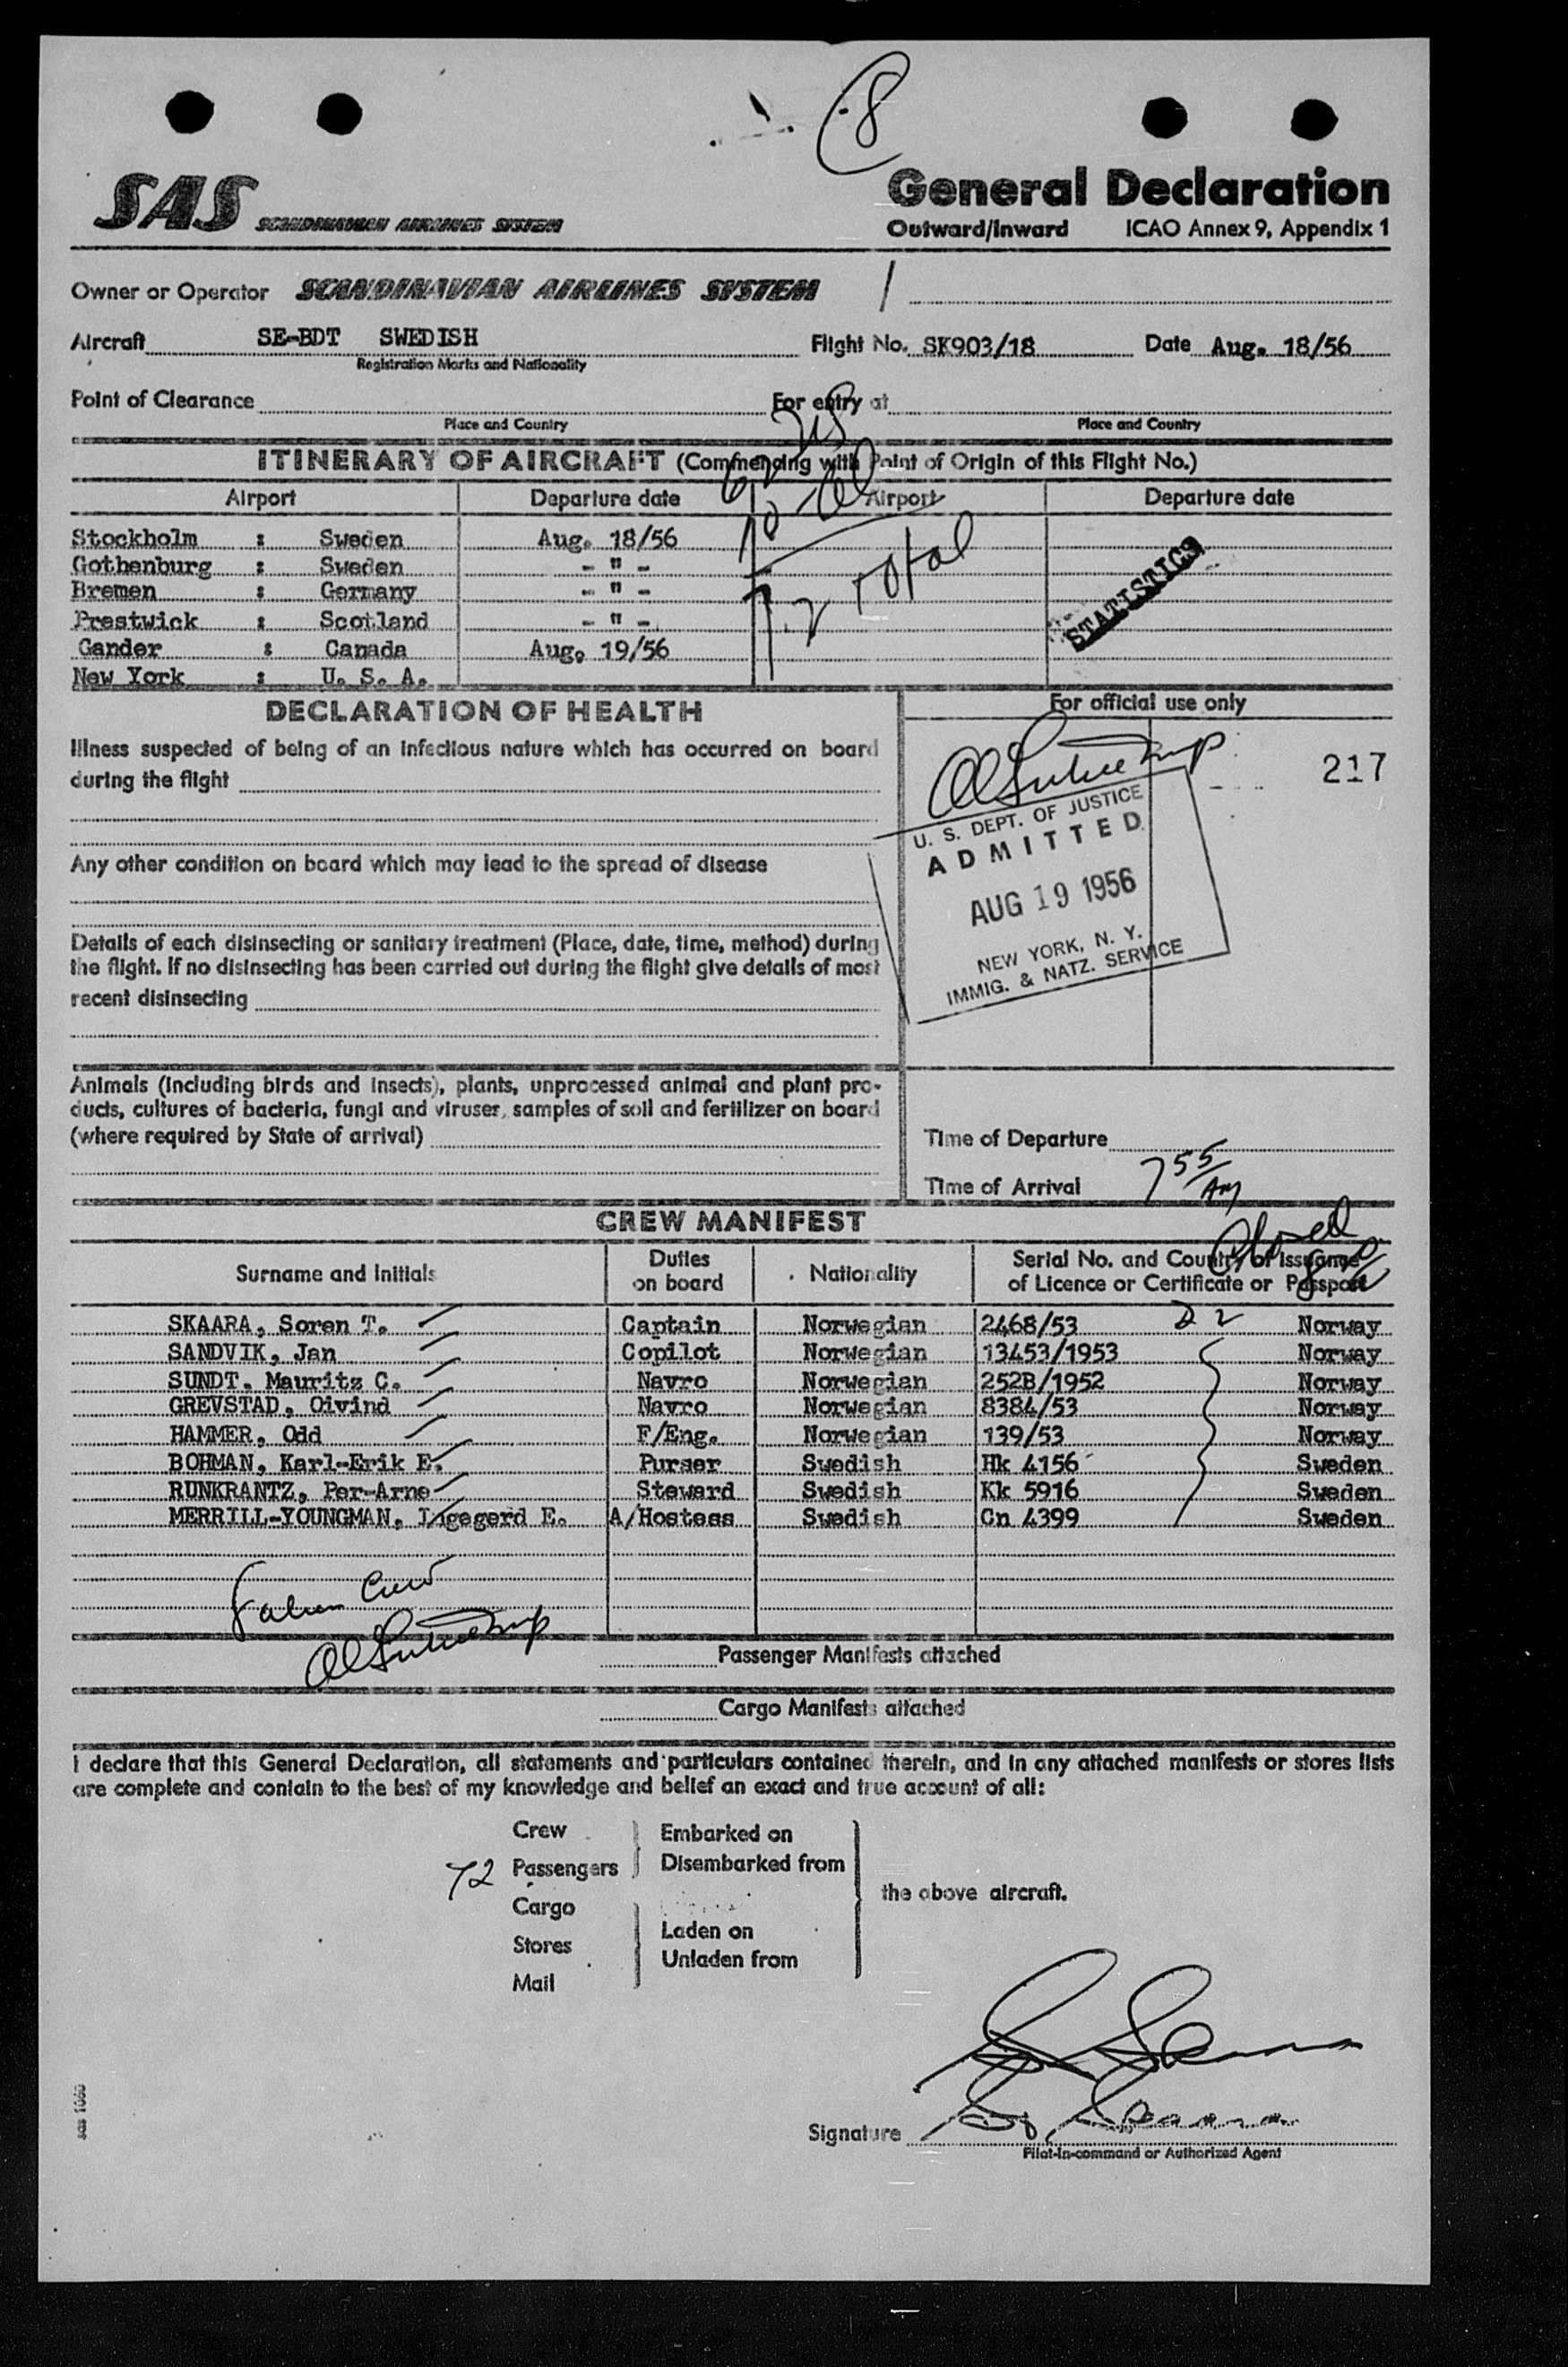 8
SAS SCANDINAVIAN AIRLINES SYSTEM
General Declaration
Outward/Inward ICAO Annex 9, Appendix 1
Owner or Operator SCANDINAVIAN AIRLINES SYSTEM /
Aircraft SE-BDT SWEDISH Flight No. SK903/18 Date Aug. 18/56
Registration Marks and Nationality
Point of Clearance For entry at
Place and Country Place and Country
ITINERARY OF AIRCRAFT (Commencing with Point of Origin of this Flight No.)
Airport Departure date Airport Departure date
Stockholm : Sweden Aug. 18/56
Gothenburg : Sweden - " -
Bremen : Germany - " -
Prestwick : Scotland - " -
Gander : Canada Aug. 19/56
New York : U. S. A.
62 US
10 - al
72 Total
STATISTICS
DECLARATION OF HEALTH
Illness suspected of being of an infectious nature which has occurred on board
during the flight
Any other condition on board which may lead to the spread of disease
Details of each disinsecting or sanitary treatment (Place, date, time, method) during
the flight. If no disinsecting has been carried out during the flight give details of most
recent disinsecting
Animals (including birds and insects), plants, unprocessed animal and plant pro-
ducts, cultures of bacteria, fungi and viruser, samples of soil and fertilizer on board
(where required by State of arrival)
For official use only
217
U. S. DEPT. OF JUSTICE
ADMITTED
AUG 19 1956
NEW YORK, N. Y.
IMMIG. & NATZ. SERVICE
Time of Departure
Time of Arrival 7 55 AM
CREW MANIFEST
Closed
Surname and Initials Duties on board Nationality Serial No. and Country of Issuance of Licence or Certificate or Passport
SKAARA, Soren T. Captain Norwegian 2468/53 D 2 Norway
SANDVIK, Jan Copilot Norwegian 13453/1953 Norway
SUNDT, Mauritz C. Navro Norwegian 252B/1952 Norway
GREVSTAD, Oivind Navro Norwegian 8384/53 Norway
HAMMER, Odd F/Eng. Norwegian 139/53 Norway
BOHMAN, Karl-Erik E. Purser Swedish Hk 4156 Sweden
RUNKRANTZ, Per-Arne Steward Swedish Kk 5916 Sweden
MERRILL-YOUNGMAN, Ingegerd E. A/Hostess Swedish Cn 4399 Sweden
Crew
Passenger Manifests attached
Cargo Manifests attached
I declare that this General Declaration, all statements and particulars contained therein, and in any attached manifests or stores lists
are complete and contain to the best of my knowledge and belief an exact and true account of all:
Crew Embarked on
72 Passengers Disembarked from
the above aircraft.
Cargo
Laden on
Stores
Unladen from
Mail
sas 1060
Signature
Pilot-in-command or Authorized Agent